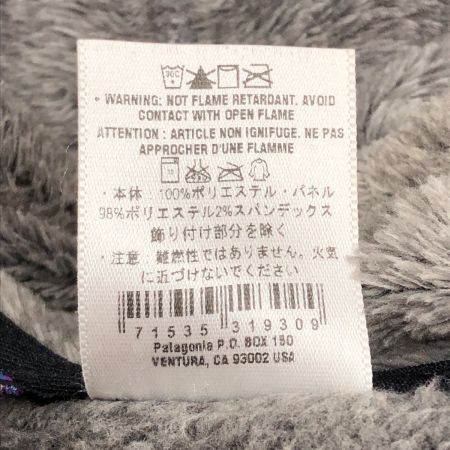 • WARNING: NOT FLAME RETARDANT. AVOID
CONTACT WITH OPEN FLAME
ATTENTION : ARTICLE NON IGNIFUGE. NE PAS
APPROCHER D'UNE FLAMME
・本体：100%ポリエステル・パネル
98%ポリエステル2%スパンデックス
飾り付け部分を除く
・注意 難燃性ではありません。火気
に近づけないでください
71535 319309
Patagonia P.O. BOX 150
VENTURA, CA 93002 USA